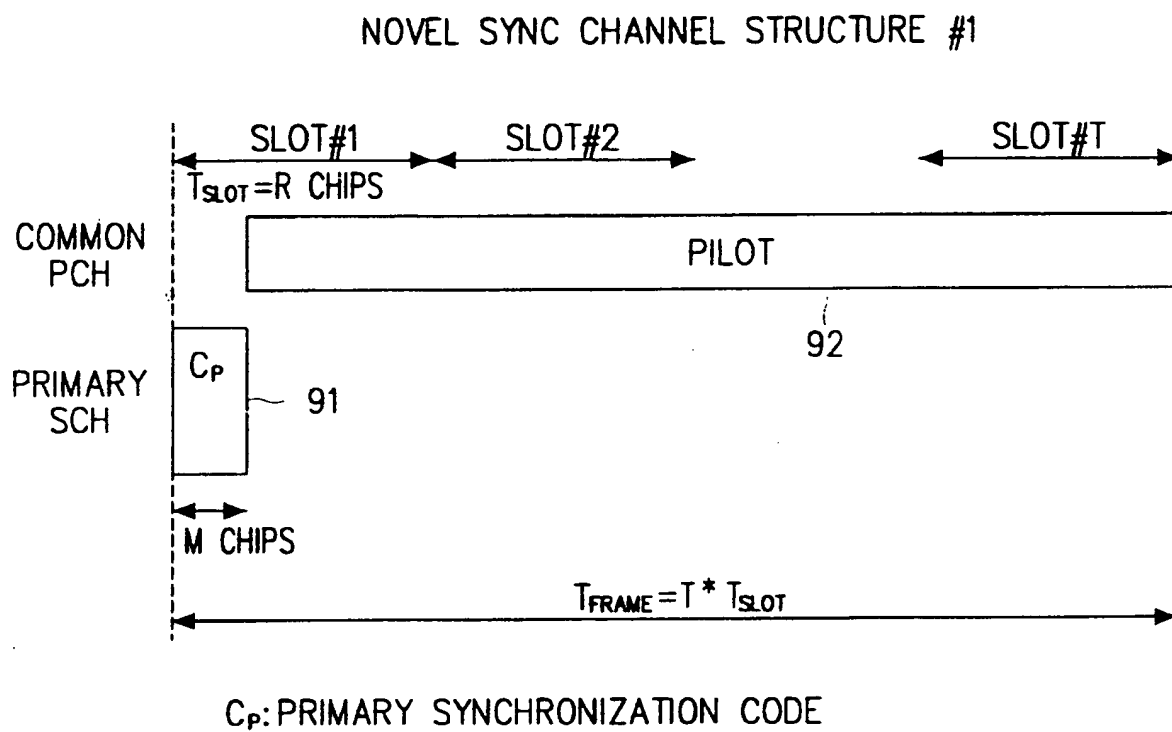 NOVEL SYNC CHANNEL STRUCTURE #1
SLOT#1
SLOT#2
SLOT#T
TSLOT=R CHIPS
COMMON
PCH
PILOT
92
PRIMARY
SCH
CP
91
M CHIPS
TFRAME=T* TSLOT
CP: PRIMARY SYNCHRONIZATION CODE